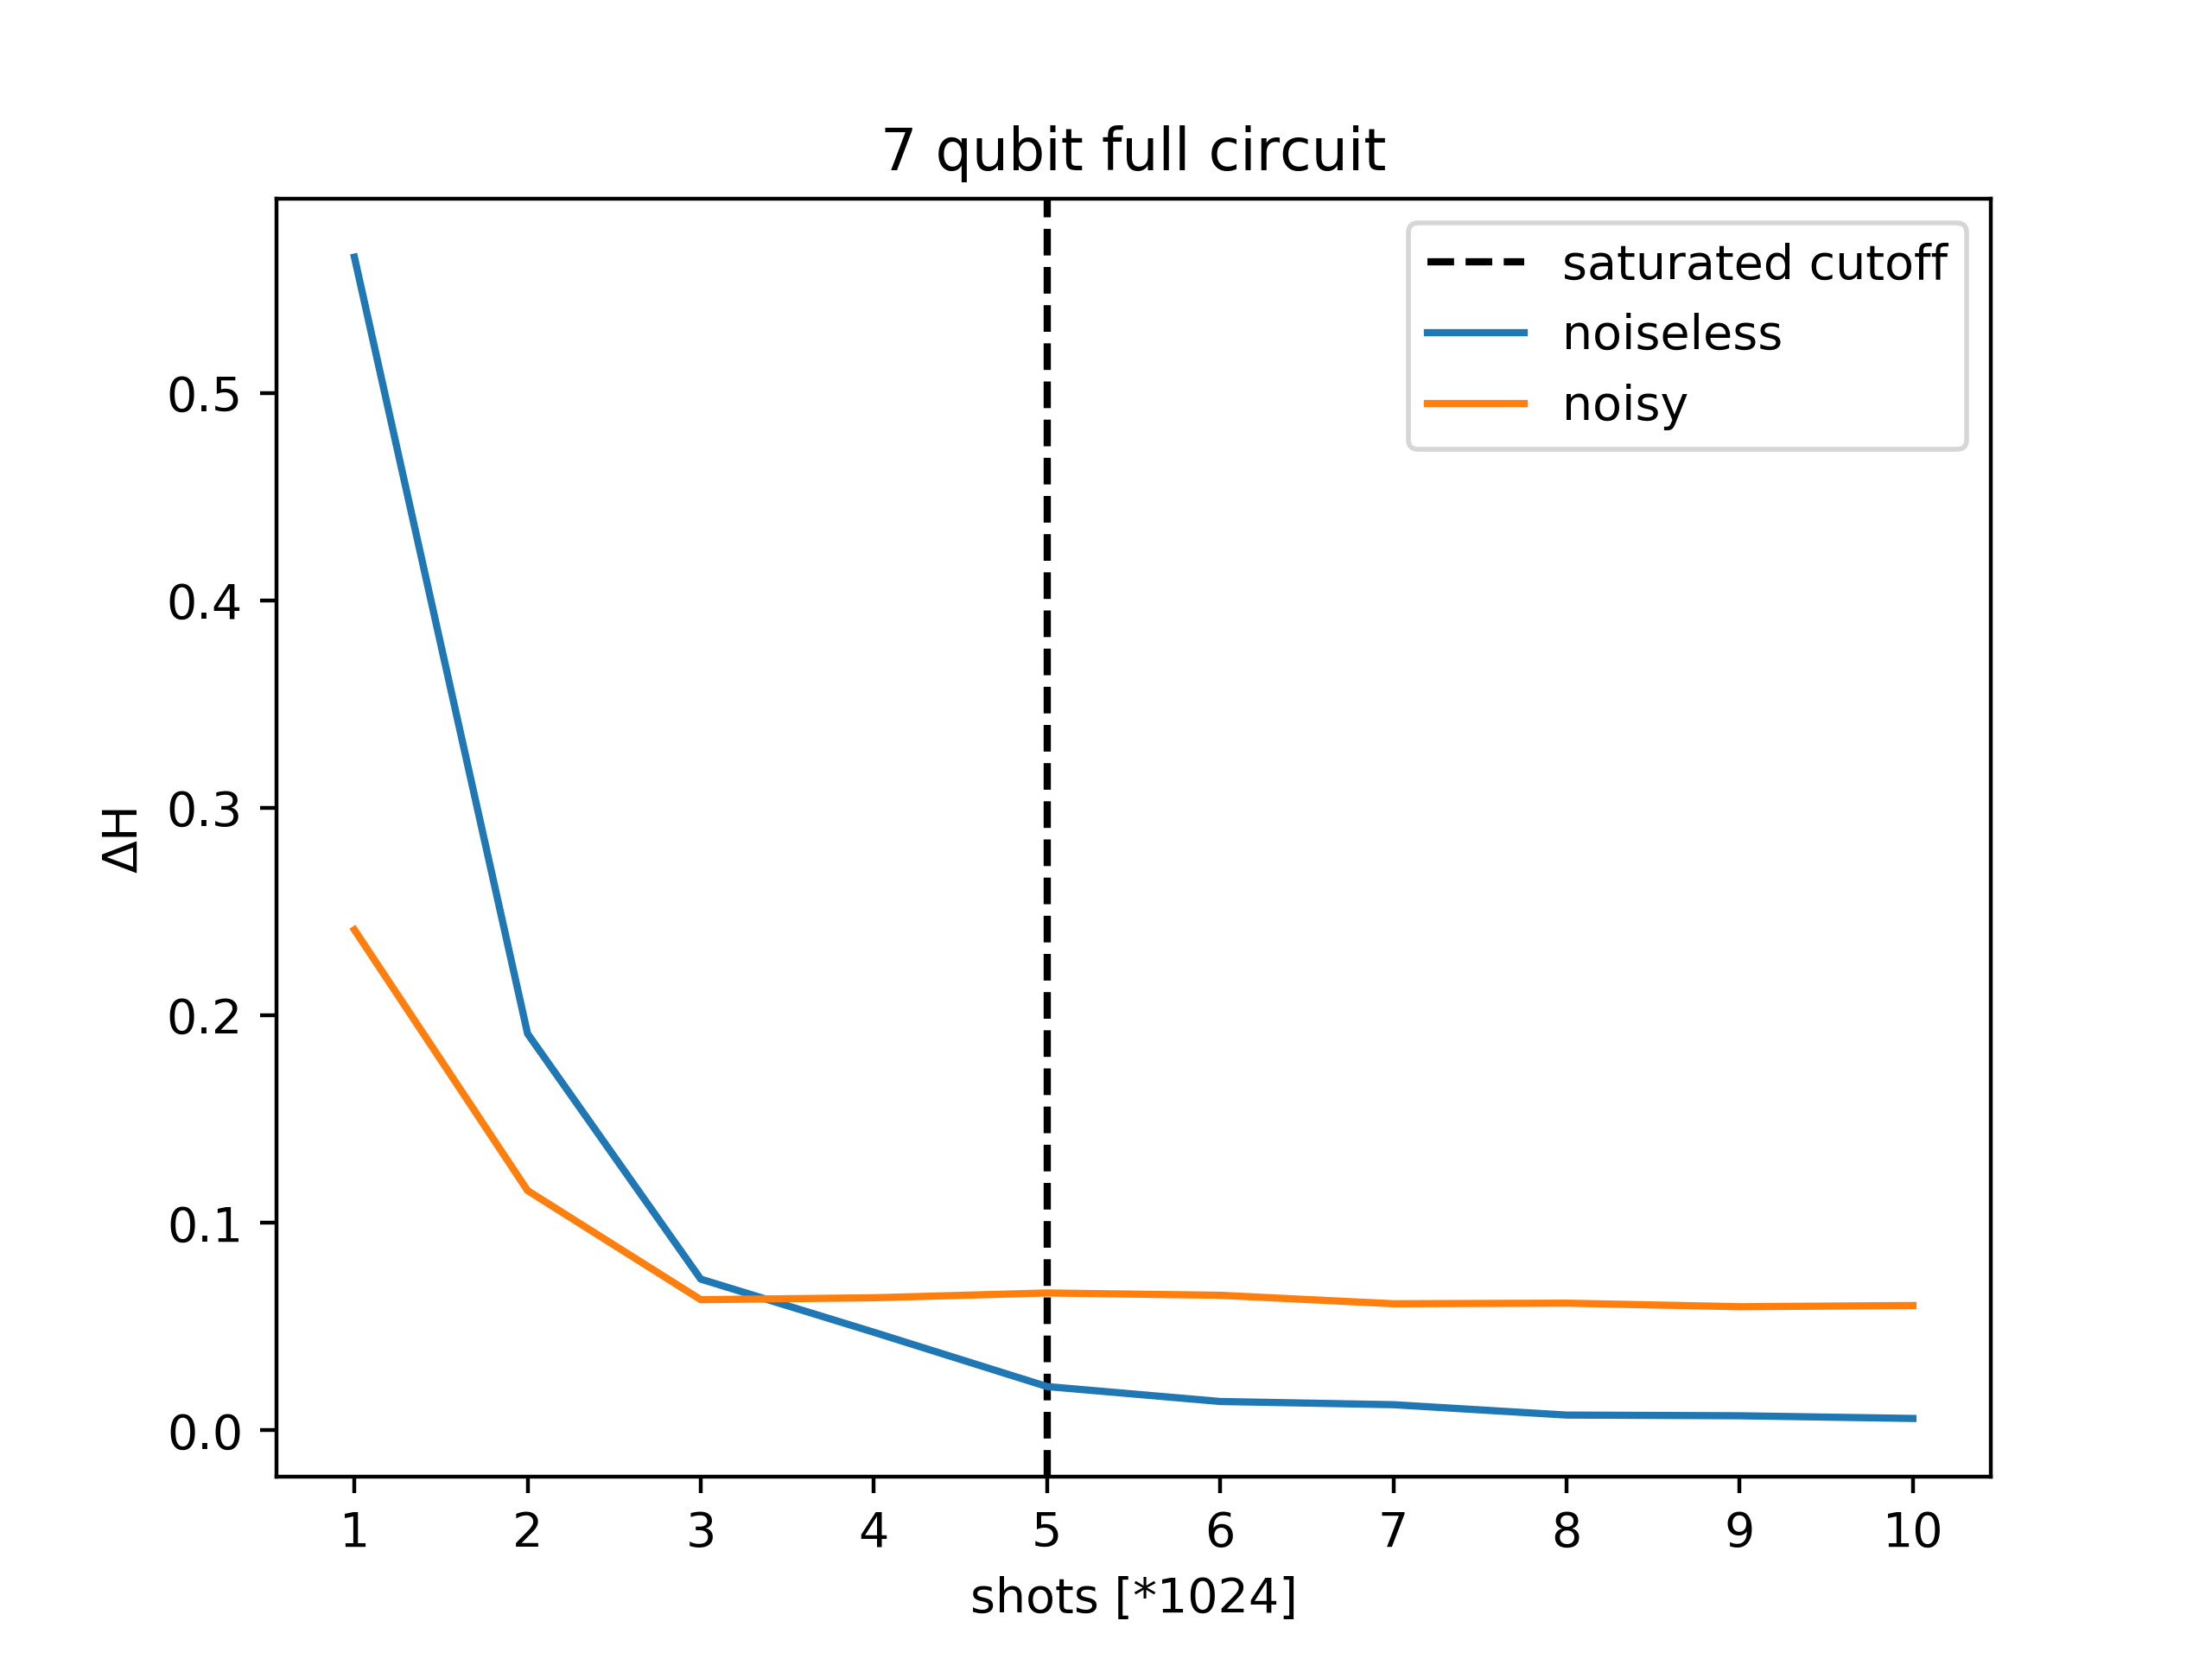 7 qubit full circuit
saturated cutoff
noiseless
noisy
0.5
0.4
0.3
0.2
0.1
0.0
ΔH
1 2 3 4 5 6 7 8 9 10
shots [*1024]